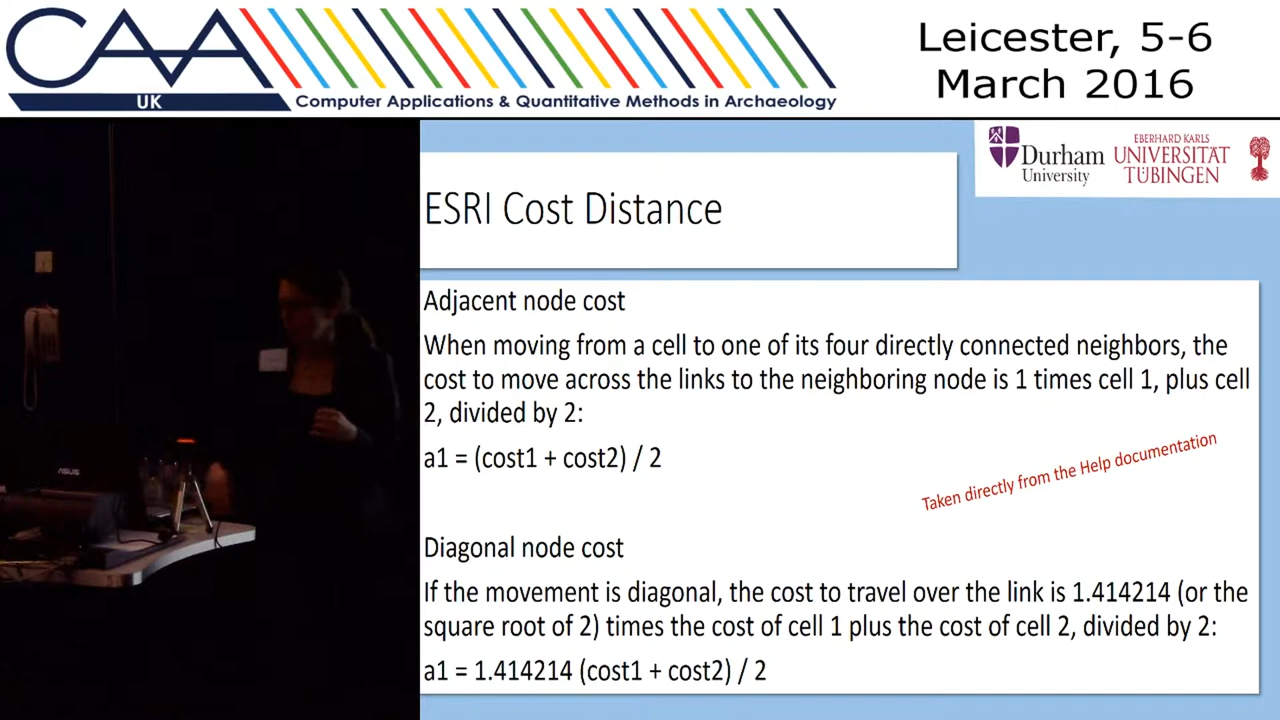 CAA
UK
Computer Applications & Quantitative Methods in Archaeology
Leicester, 5-6
March 2016
Durham
University
EBERHARD KARLS
UNIVERSITÄT
TÜBINGEN
ESRI Cost Distance
Adjacent node cost
When moving from a cell to one of its four directly connected neighbors, the
cost to move across the links to the neighboring node is 1 times cell 1, plus cell
2, divided by 2:
a1 = (cost1 + cost2) / 2
Taken directly from the Help documentation
Diagonal node cost
If the movement is diagonal, the cost to travel over the link is 1.414214 (or the
square root of 2) times the cost of cell 1 plus the cost of cell 2, divided by 2:
a1 = 1.414214 (cost1 + cost2) / 2
ASUS